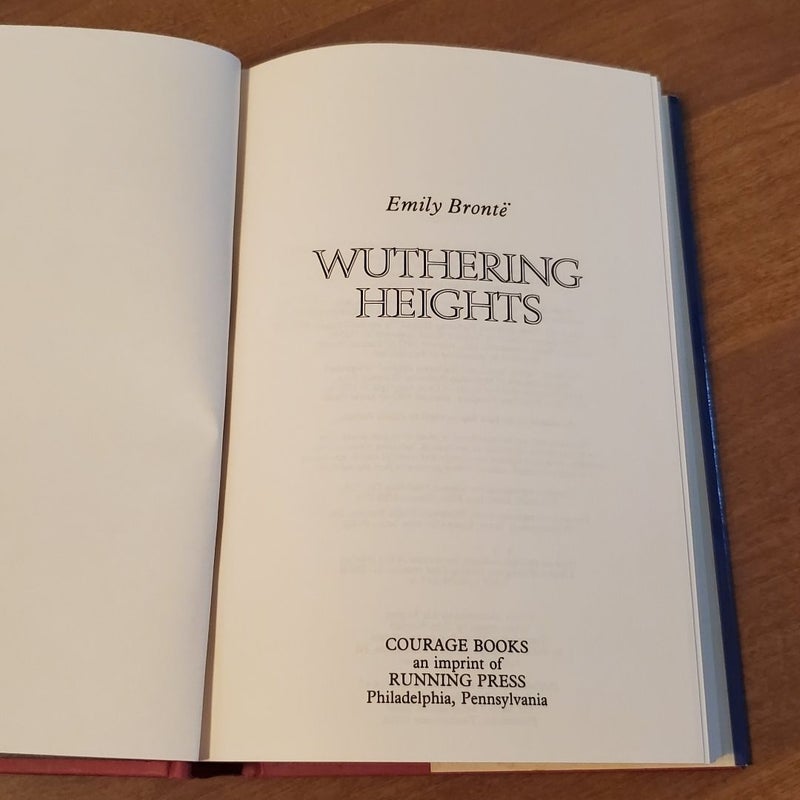 Emily Brontë
WUTHERING
HEIGHTS
COURAGE BOOKS
an imprint of
RUNNING PRESS
Philadelphia, Pennsylvania